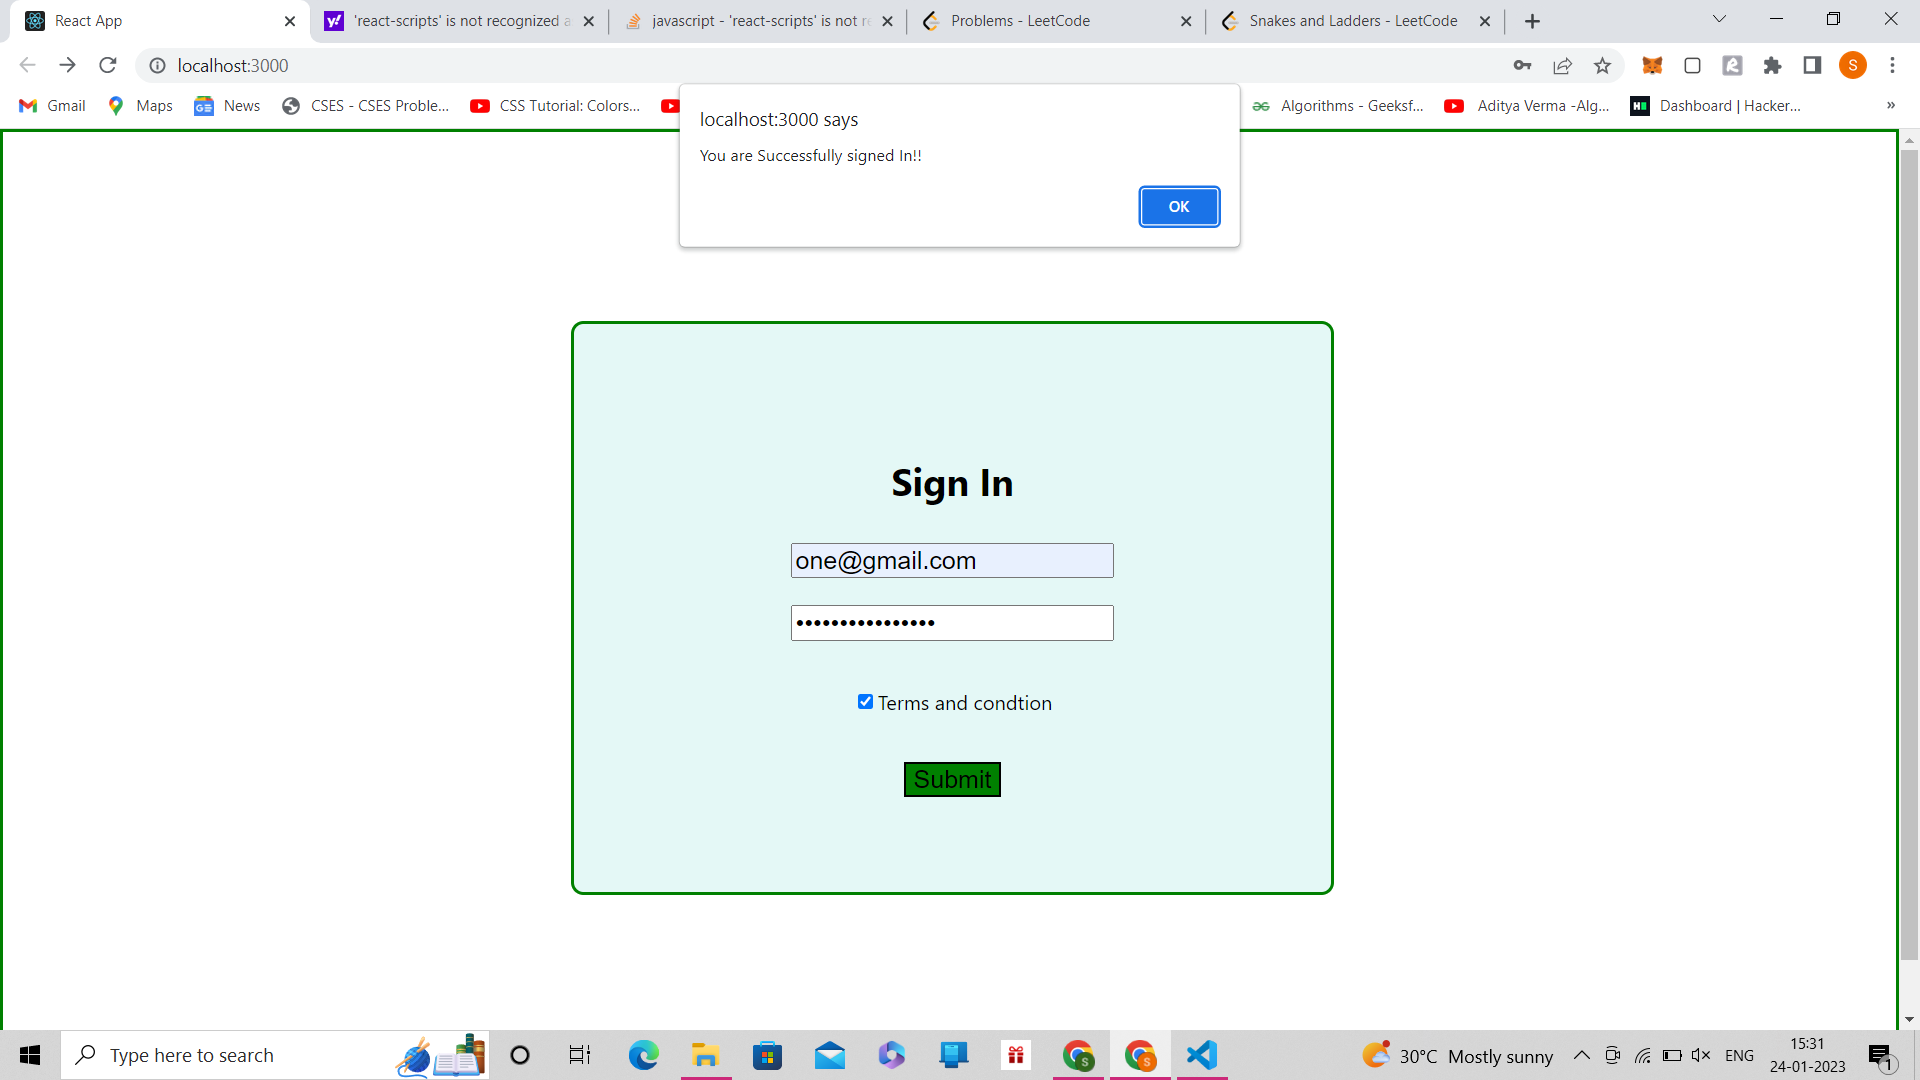 React App
'react-scripts' is not recognized a
javascript - 'react-scripts' is not re
Problems - LeetCode
Snakes and Ladders - LeetCode
localhost:3000
S
Gmail
Maps
News
CSES - CSES Proble...
CSS Tutorial: Colors...
Algorithms - Geeksf...
Aditya Verma -Alg...
Dashboard | Hacker...
»
localhost:3000 says
You are Successfully signed In!!
OK
Sign In
one@gmail.com
••••••••••••••••
Terms and condtion
Submit
Type here to search
30°C Mostly sunny
ENG
15:31
24-01-2023
1